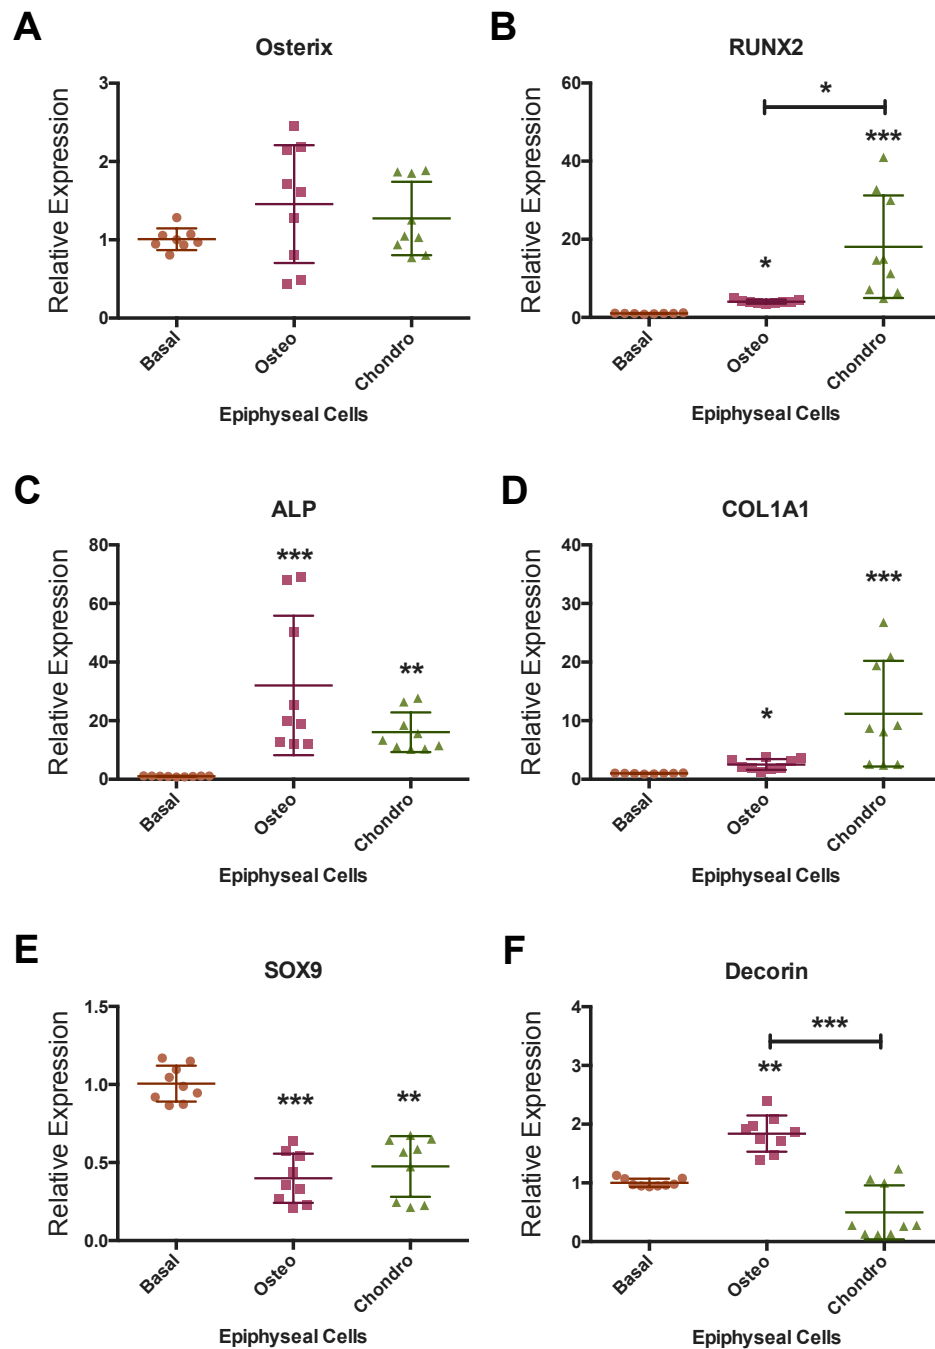 A
Osterix
Relative Expression
3
2
1
0
Basal
Osteo
Chondro
Epiphyseal Cells
B
RUNX2
Relative Expression
60
40
20
0
*
*
***
Basal
Osteo
Chondro
Epiphyseal Cells
C
ALP
Relative Expression
80
60
40
20
0
***
**
Basal
Osteo
Chondro
Epiphyseal Cells
D
COL1A1
Relative Expression
40
30
20
10
0
*
***
Basal
Osteo
Chondro
Epiphyseal Cells
E
SOX9
Relative Expression
1.5
1.0
0.5
0.0
***
**
Basal
Osteo
Chondro
Epiphyseal Cells
F
Decorin
Relative Expression
4
3
2
1
0
***
**
Basal
Osteo
Chondro
Epiphyseal Cells